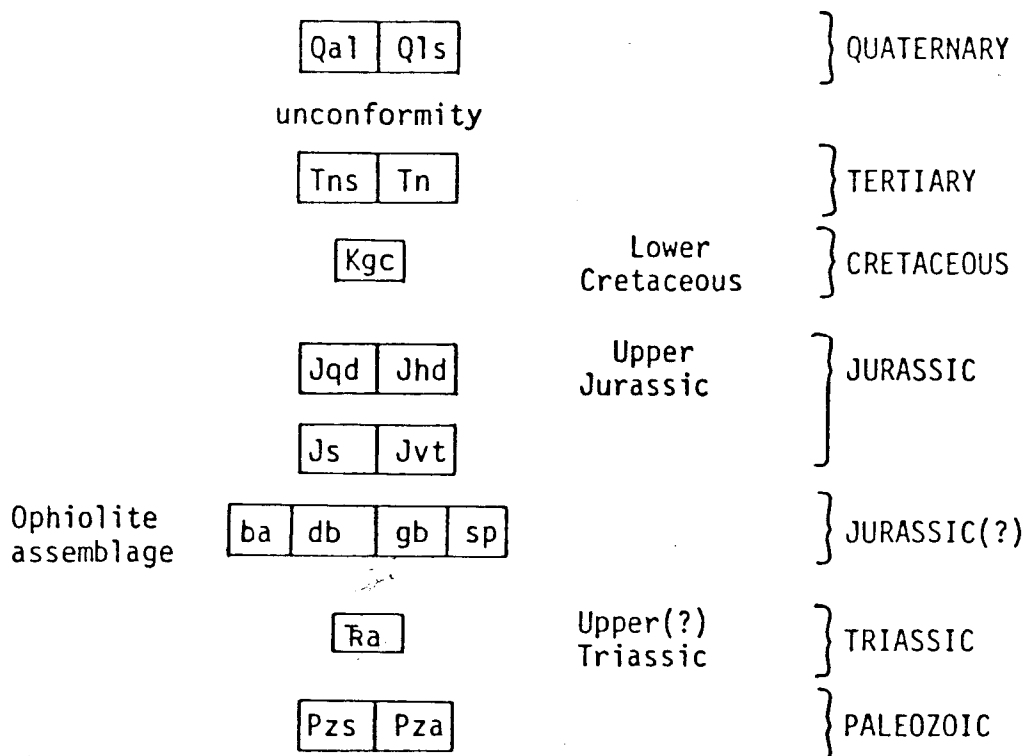 Qal Qls QUATERNARY
unconformity
Tns Tn TERTIARY
Kgc Lower Cretaceous CRETACEOUS
Jqd Jhd Upper Jurassic JURASSIC
Js Jvt
Ophiolite assemblage ba db gb sp JURASSIC(?)
Ŧka Upper(?) Triassic TRIASSIC
Pzs Pza PALEOZOIC